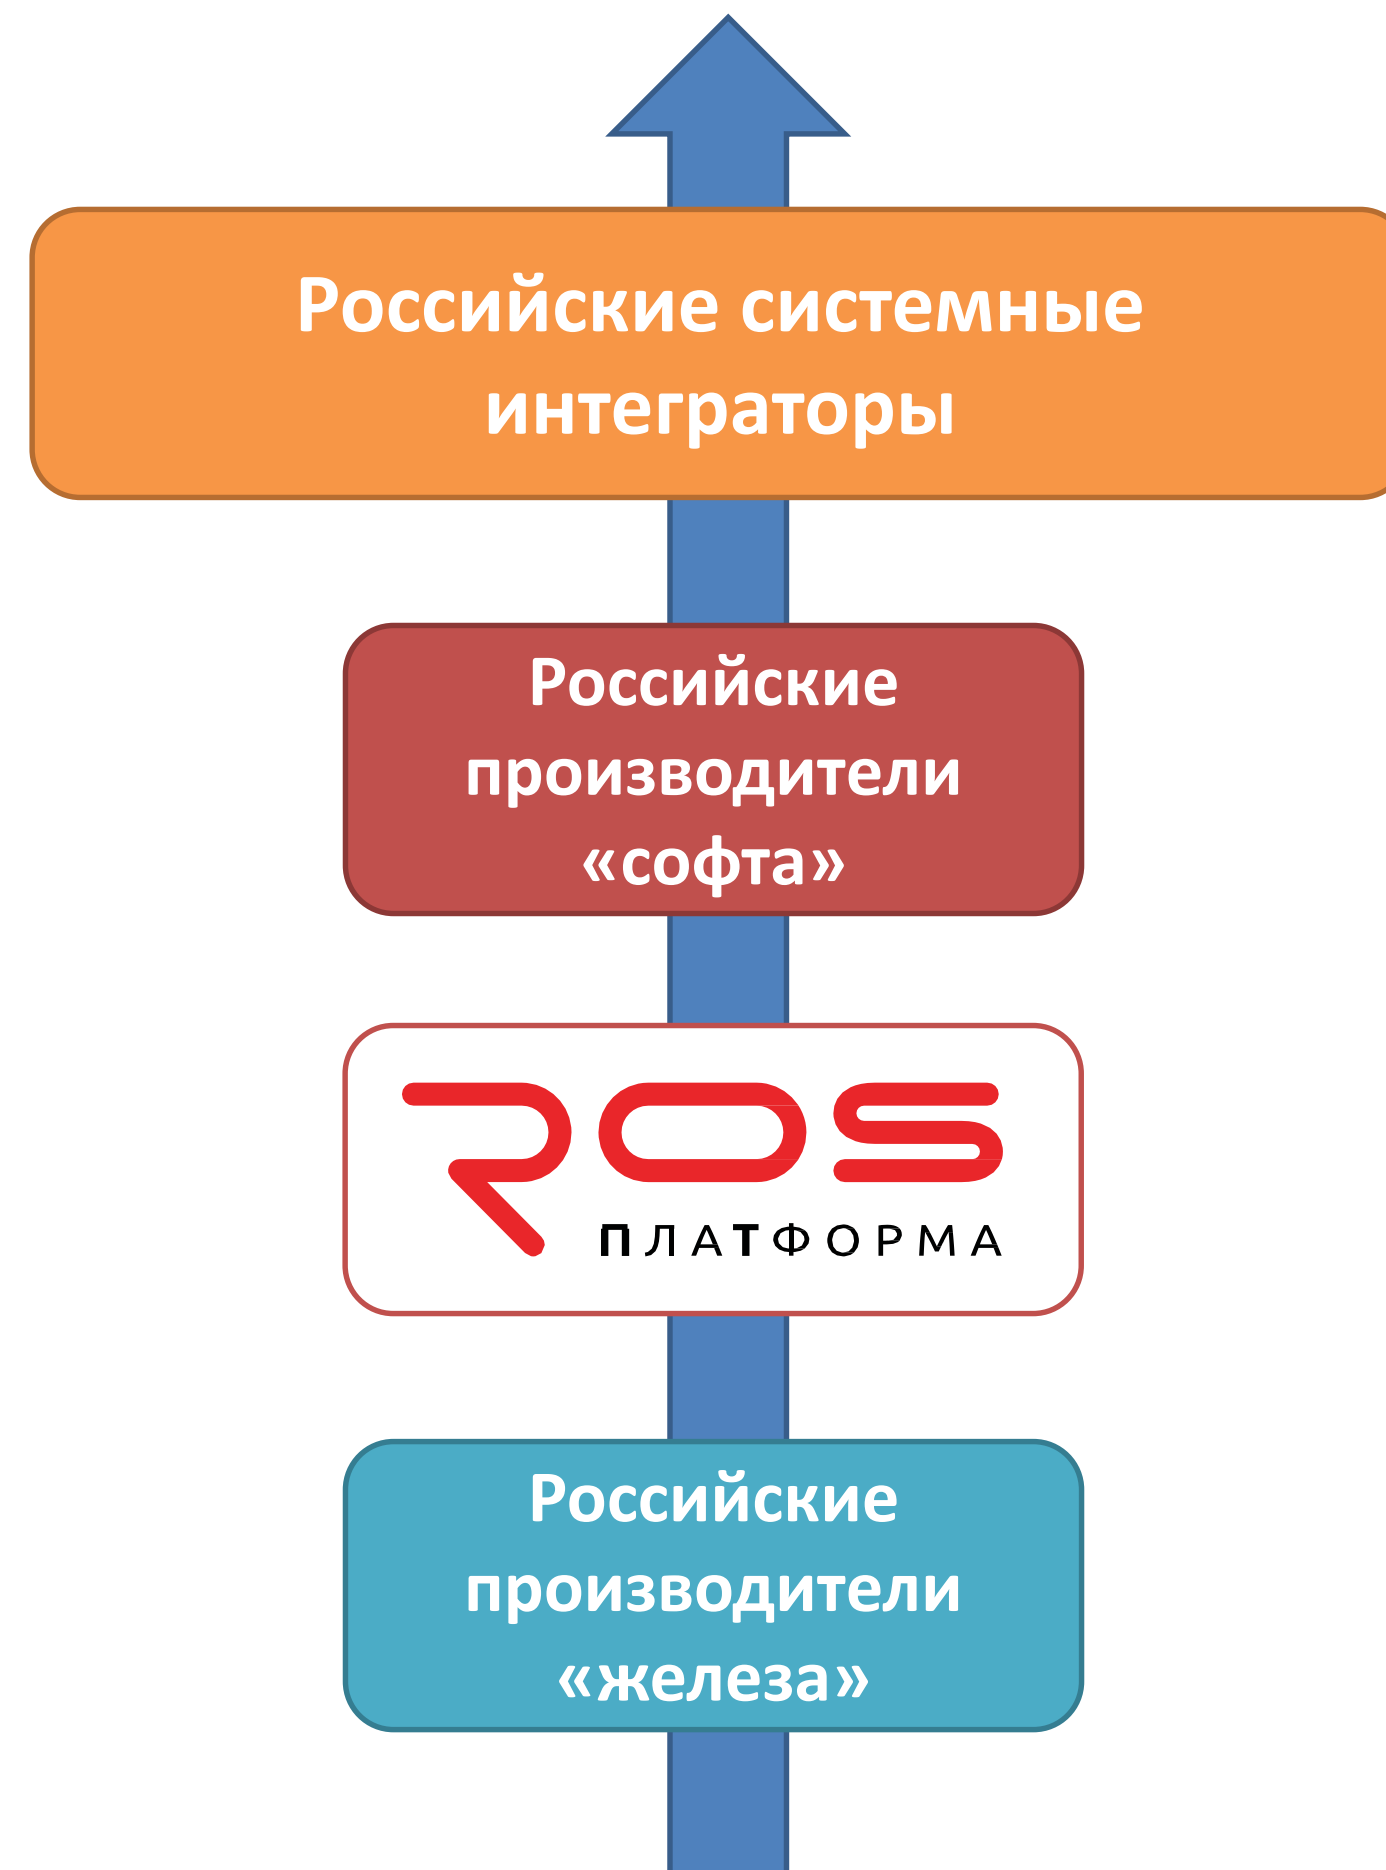 Российские системные
интеграторы
Российские
производители
«софта»
ROS
ПЛАТФОРМА
Российские
производители
«железа»